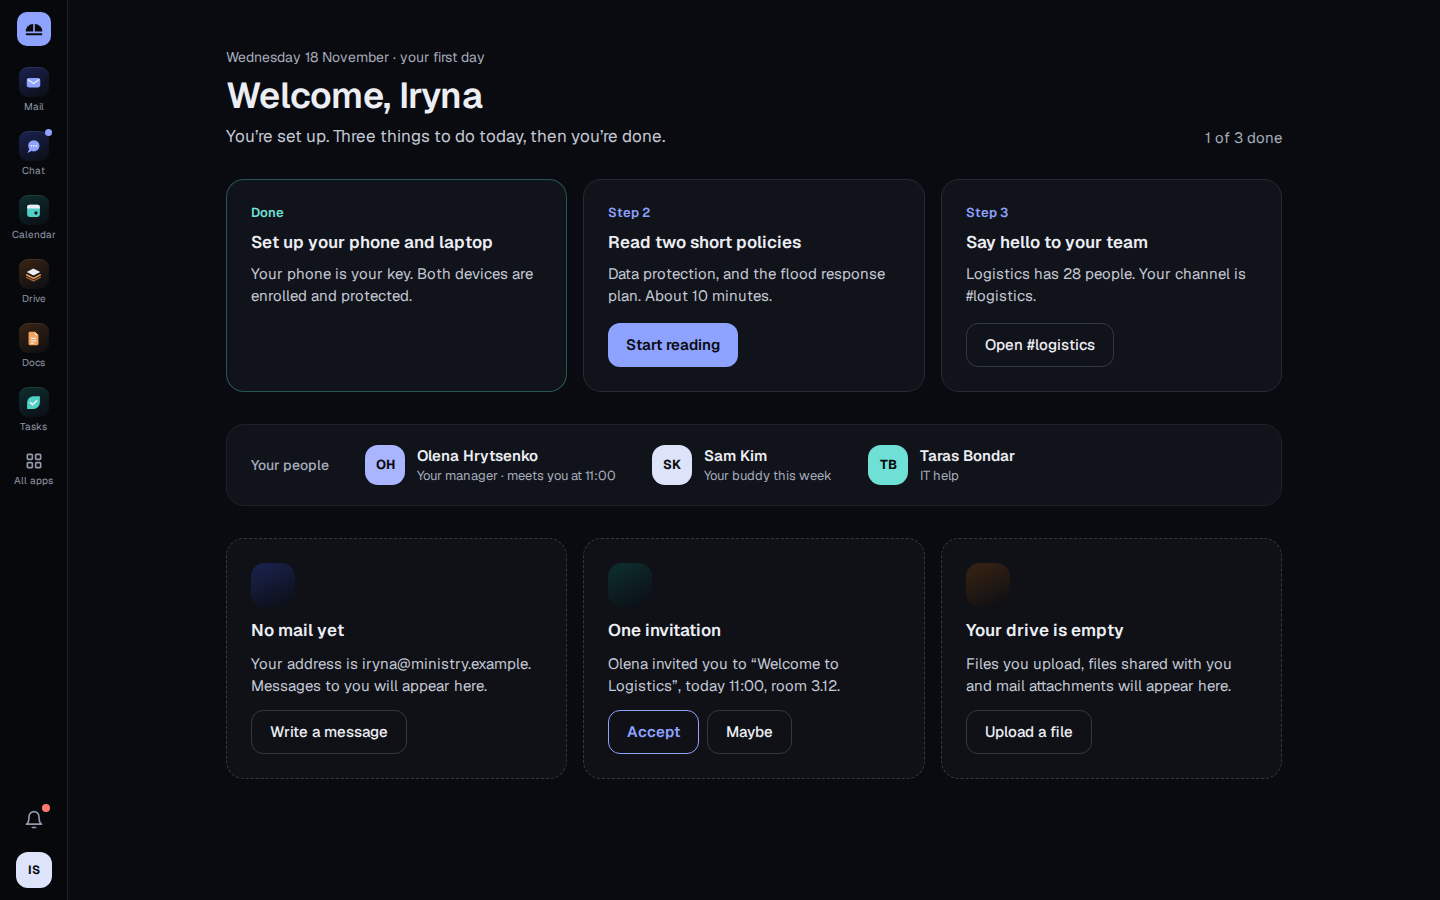 Mail
Chat
Calendar
Drive
Docs
Tasks
All apps
IS
Wednesday 18 November · your first day
Welcome, Iryna
You’re set up. Three things to do today, then you’re done.
1 of 3 done
Done
Set up your phone and laptop
Your phone is your key. Both devices are
enrolled and protected.
Step 2
Read two short policies
Data protection, and the flood response
plan. About 10 minutes.
Start reading
Step 3
Say hello to your team
Logistics has 28 people. Your channel is
#logistics.
Open #logistics
Your people
OH
Olena Hrytsenko
Your manager · meets you at 11:00
SK
Sam Kim
Your buddy this week
TB
Taras Bondar
IT help
No mail yet
Your address is iryna@ministry.example.
Messages to you will appear here.
Write a message
One invitation
Olena invited you to “Welcome to
Logistics”, today 11:00, room 3.12.
Accept
Maybe
Your drive is empty
Files you upload, files shared with you
and mail attachments will appear here.
Upload a file